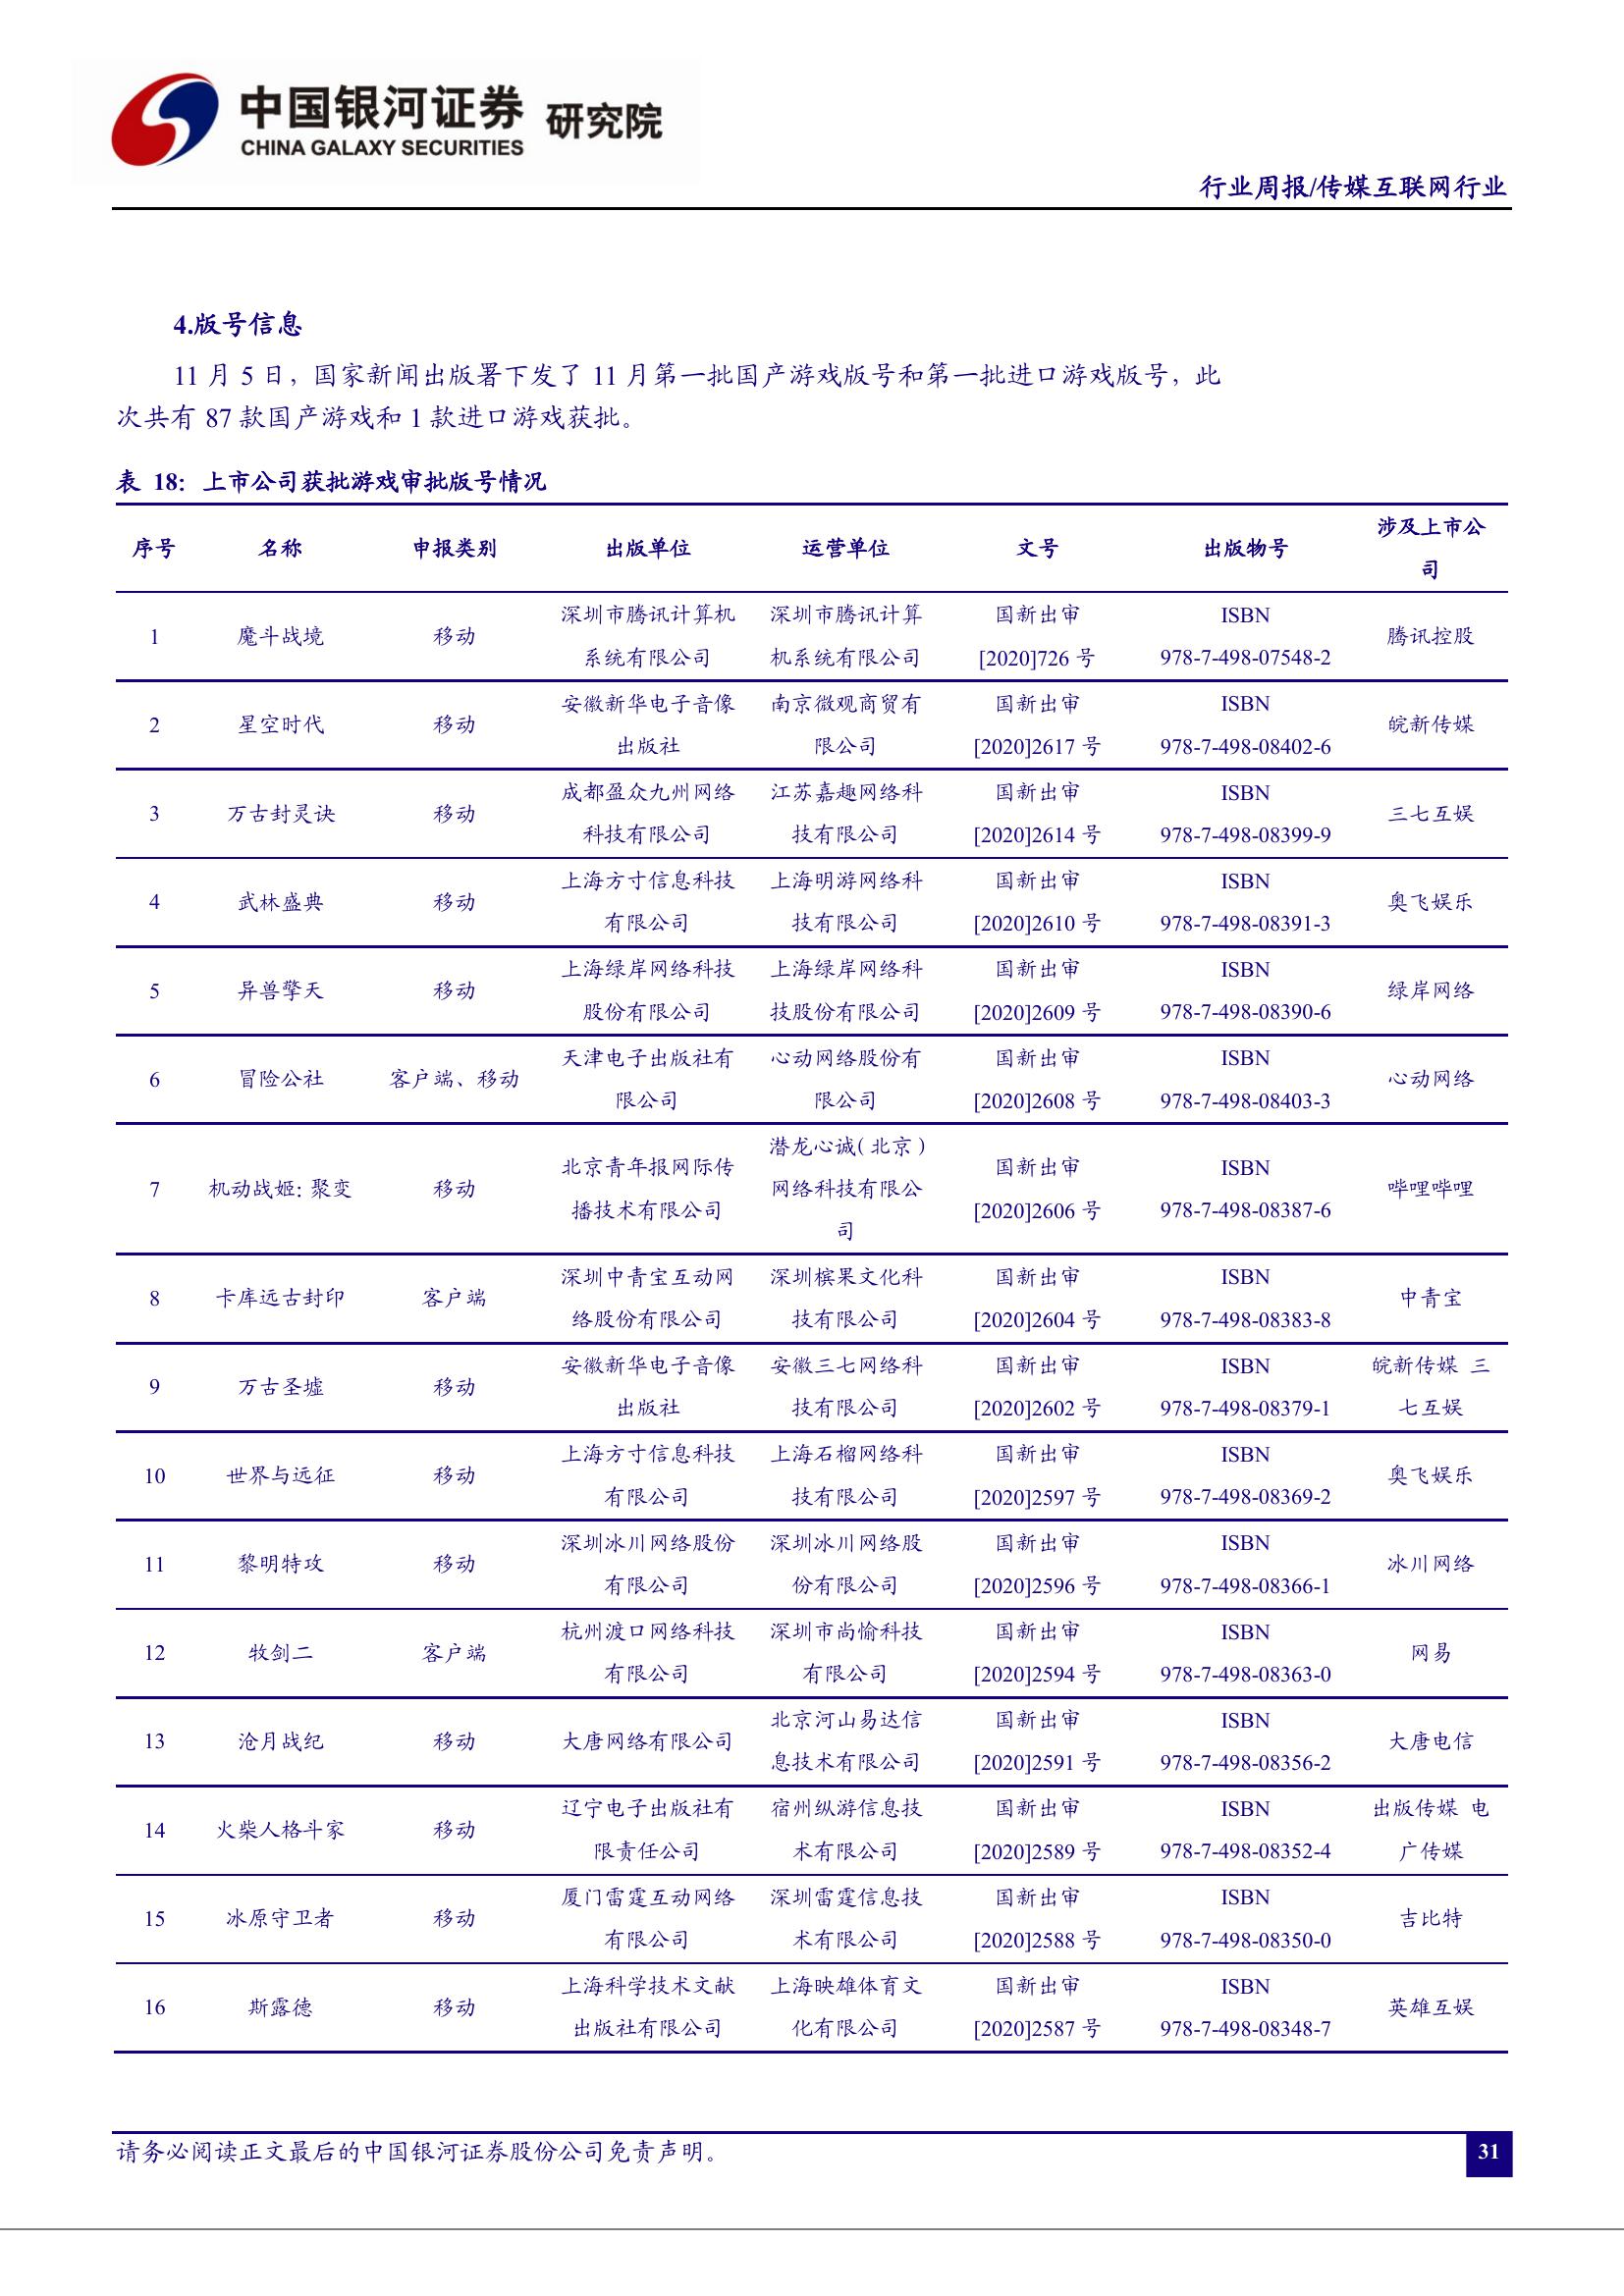 中国银河证券 研究院
CHINA GALAXY SECURITIES
行业周报/传媒互联网行业
4.版号信息
11 月 5 日，国家新闻出版署下发了 11 月第一批国产游戏版号和第一批进口游戏版号，此
次共有 87 款国产游戏和 1 款进口游戏获批。
表 18：上市公司获批游戏审批版号情况
序号 名称 申报类别 出版单位 运营单位 文号 出版物号 涉及上市公
司
1 魔斗战境 移动 深圳市腾讯计算机 深圳市腾讯计算 国新出审 ISBN 腾讯控股
系统有限公司 机系统有限公司 [2020]726 号 978-7-498-07548-2
2 星空时代 移动 安徽新华电子音像 南京微观商贸有 国新出审 ISBN 皖新传媒
出版社 限公司 [2020]2617 号 978-7-498-08402-6
3 万古封灵诀 移动 成都盈众九州网络 江苏嘉趣网络科 国新出审 ISBN 三七互娱
科技有限公司 技有限公司 [2020]2614 号 978-7-498-08399-9
4 武林盛典 移动 上海方寸信息科技 上海明游网络科 国新出审 ISBN 奥飞娱乐
有限公司 技有限公司 [2020]2610 号 978-7-498-08391-3
5 异兽擎天 移动 上海绿岸网络科技 上海绿岸网络科 国新出审 ISBN 绿岸网络
股份有限公司 技股份有限公司 [2020]2609 号 978-7-498-08390-6
6 冒险公社 客户端、移动 天津电子出版社有 心动网络股份有 国新出审 ISBN 心动网络
限公司 限公司 [2020]2608 号 978-7-498-08403-3
7 机动战姬：聚变 移动 北京青年报网际传 潜龙心诚（北京） 国新出审 ISBN 哔哩哔哩
播技术有限公司 网络科技有限公 [2020]2606 号 978-7-498-08387-6
司
8 卡库远古封印 客户端 深圳中青宝互动网 深圳槟果文化科 国新出审 ISBN 中青宝
络股份有限公司 技有限公司 [2020]2604 号 978-7-498-08383-8
9 万古圣墟 移动 安徽新华电子音像 安徽三七网络科 国新出审 ISBN 皖新传媒 三
出版社 技有限公司 [2020]2602 号 978-7-498-08379-1 七互娱
10 世界与远征 移动 上海方寸信息科技 上海石榴网络科 国新出审 ISBN 奥飞娱乐
有限公司 技有限公司 [2020]2597 号 978-7-498-08369-2
11 黎明特攻 移动 深圳冰川网络股份 深圳冰川网络股 国新出审 ISBN 冰川网络
有限公司 份有限公司 [2020]2596 号 978-7-498-08366-1
12 牧剑二 客户端 杭州渡口网络科技 深圳市尚愉科技 国新出审 ISBN 网易
有限公司 有限公司 [2020]2594 号 978-7-498-08363-0
13 沧月战纪 移动 大唐网络有限公司 北京河山易达信 国新出审 ISBN 大唐电信
息技术有限公司 [2020]2591 号 978-7-498-08356-2
14 火柴人格斗家 移动 辽宁电子出版社有 宿州纵游信息技 国新出审 ISBN 出版传媒 电
限责任公司 术有限公司 [2020]2589 号 978-7-498-08352-4 广传媒
15 冰原守卫者 移动 厦门雷霆互动网络 深圳雷霆信息技 国新出审 ISBN 吉比特
有限公司 术有限公司 [2020]2588 号 978-7-498-08350-0
16 斯露德 移动 上海科学技术文献 上海映雄体育文 国新出审 ISBN 英雄互娱
出版社有限公司 化有限公司 [2020]2587 号 978-7-498-08348-7
请务必阅读正文最后的中国银河证券股份公司免责声明。
31